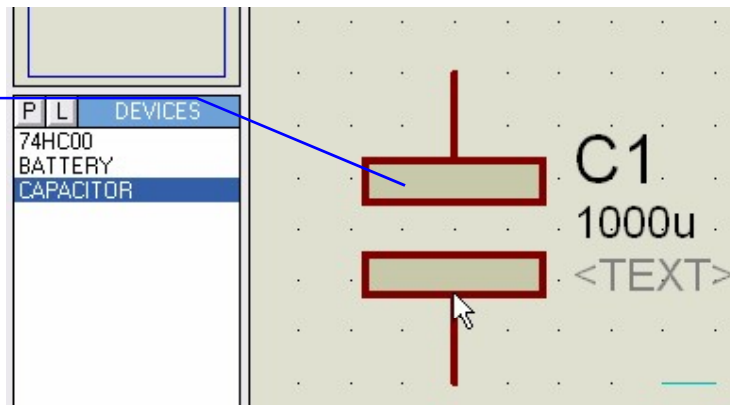 P L DEVICES
74HC00
BATTERY
CAPACITOR
C1
1000u
<TEXT>